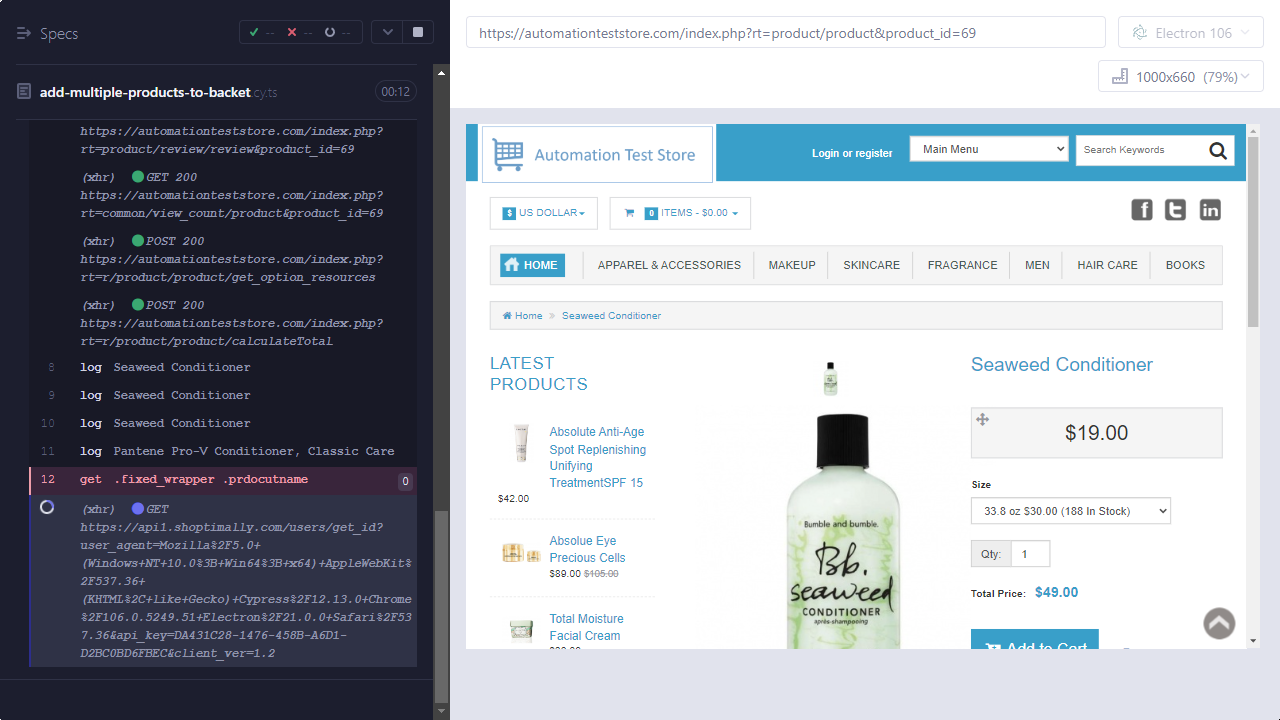 Specs
-- -- --
add-multiple-products-to-backet.cy.ts
00:12
https://automationteststore.com/index.php?
rt=product/review/review&product_id=69
(xhr) GET 200
https://automationteststore.com/index.php?
rt=common/view_count/product&product_id=69
(xhr) POST 200
https://automationteststore.com/index.php?
rt=r/product/product/get_option_resources
(xhr) POST 200
https://automationteststore.com/index.php?
rt=r/product/product/calculateTotal
8 log Seaweed Conditioner
9 log Seaweed Conditioner
10 log Seaweed Conditioner
11 log Pantene Pro-V Conditioner, Classic Care
12 get .fixed_wrapper .prdocutname 0
(xhr) GET
https://api1.shoptimally.com/users/get_id?
user_agent=Mozilla%2F5.0+
(Windows+NT+10.0%3B+Win64%3B+x64)+AppleWebKit%
2F537.36+
(KHTML%2C+like+Gecko)+Cypress%2F12.15.0+Chrome
%2F106.0.5249.51+Electron%2F21.0.0+Safari%2F53
7.36&api_key=DA431C28-1476-458B-A6D1-
D2BC0BD6FBEC&client_ver=1.2
https://automationteststore.com/index.php?rt=product/product&product_id=69
Electron 106
1000x660 (79%)
Automation Test Store
Login or register
Main Menu
Search Keywords
$ US DOLLAR
0 ITEMS - $0.00
f t in
HOME
APPAREL & ACCESSORIES
MAKEUP
SKINCARE
FRAGRANCE
MEN
HAIR CARE
BOOKS
Home » Seaweed Conditioner
LATEST
PRODUCTS
Absolute Anti-Age
Spot Replenishing
Unifying
TreatmentSPF 15
$42.00
Absolue Eye
Precious Cells
$89.00 $105.00
Total Moisture
Facial Cream
Bumble and bumble.
Bb.
seaweed
CONDITIONER
après-shampooing
Seaweed Conditioner
$19.00
Size
33.8 oz $30.00 (188 In Stock)
Qty: 1
Total Price: $49.00
Add to Cart